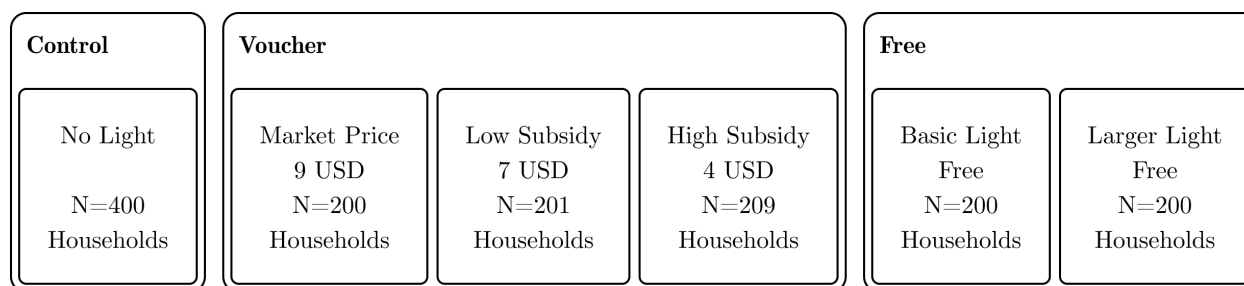 Control
No Light
N=400
Households
Voucher
Market Price
9 USD
N=200
Households
Low Subsidy
7 USD
N=201
Households
High Subsidy
4 USD
N=209
Households
Free
Basic Light
Free
N=200
Households
Larger Light
Free
N=200
Households